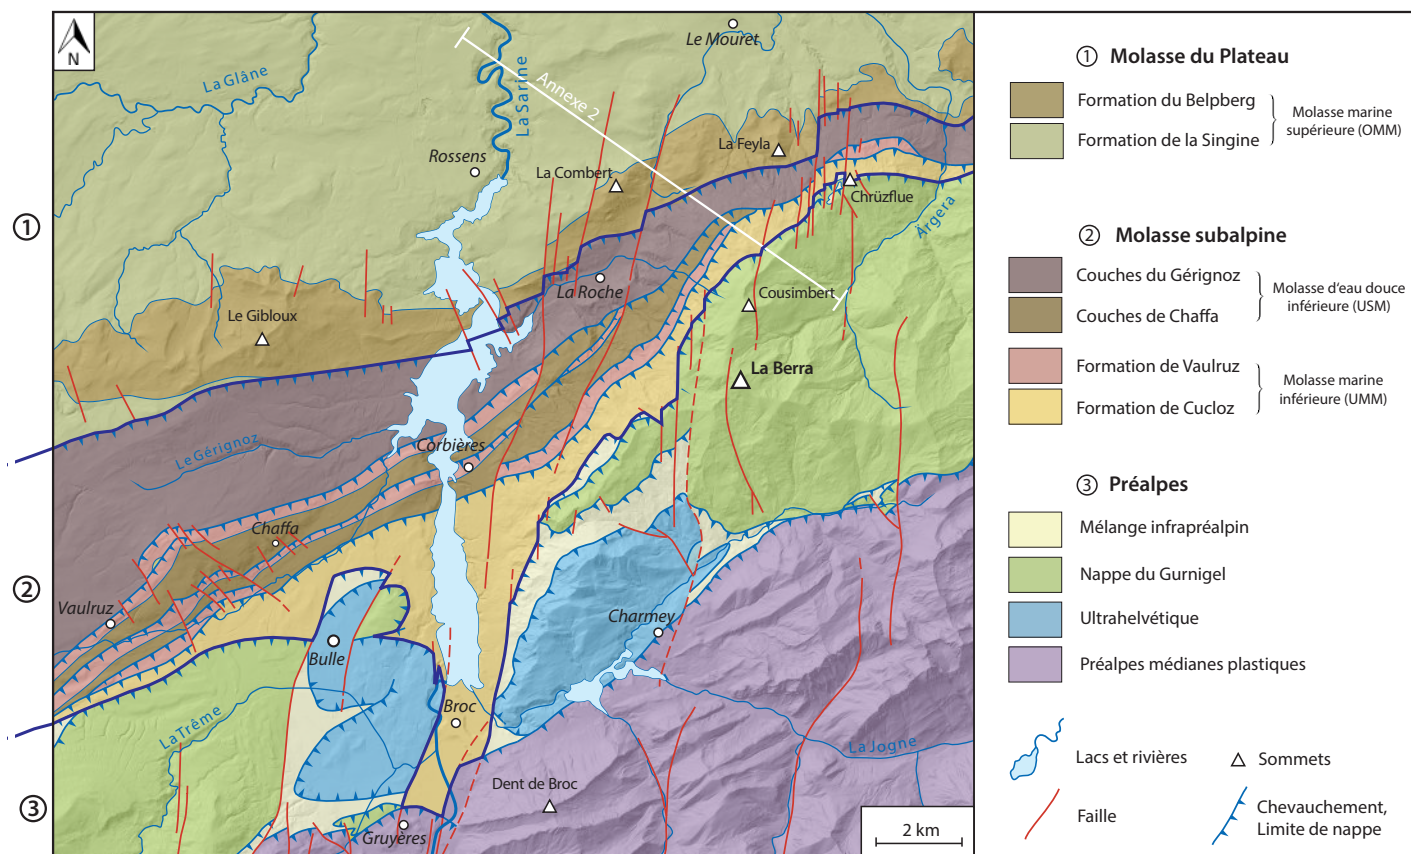 N
La Glâne
La Sarine
Le Mouret
Annexe 2
Rossens
La Feyla
La Combert
Chrüzflue
Ärgera
La Roche
Cousimbert
Le Gibloux
La Berra
Le Gérignoz
Corbières
Chaffa
Vaulruz
Charmey
Bulle
Broc
La Trême
La Jogne
Dent de Broc
Gruyères
2 km
1
2
3
1 Molasse du Plateau
Formation du Belpberg
Formation de la Singine
Molasse marine
supérieure (OMM)
2 Molasse subalpine
Couches du Gérignoz
Couches de Chaffa
Molasse d'eau douce
inférieure (USM)
Formation de Vaulruz
Formation de Cucloz
Molasse marine
inférieure (UMM)
3 Préalpes
Mélange infrapréalpin
Nappe du Gurnigel
Ultrahelvétique
Préalpes médianes plastiques
Lacs et rivières
Sommets
Faille
Chevauchement,
Limite de nappe